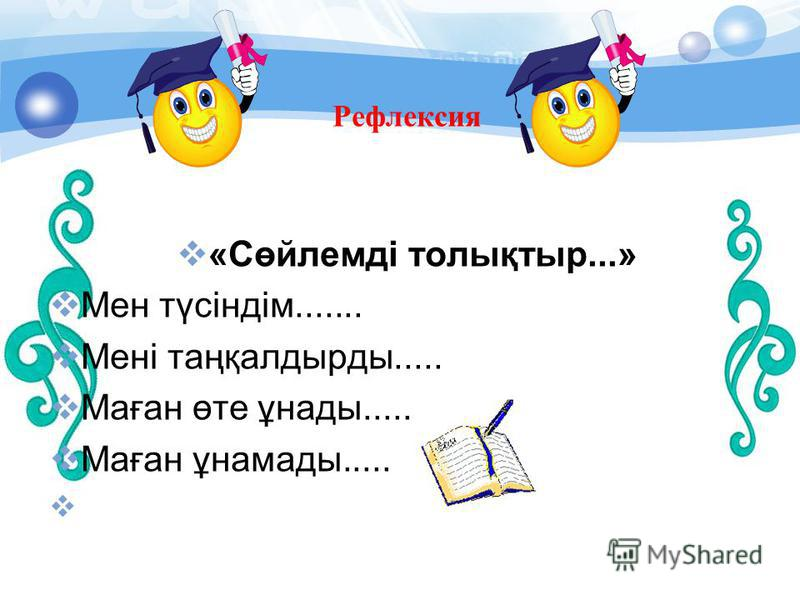 Рефлексия
«Сөйлемді толықтыр...»
Мен түсіндім.......
Мені таңқалдырды.....
Маған өте ұнады.....
Маған ұнамады.....
MyShared